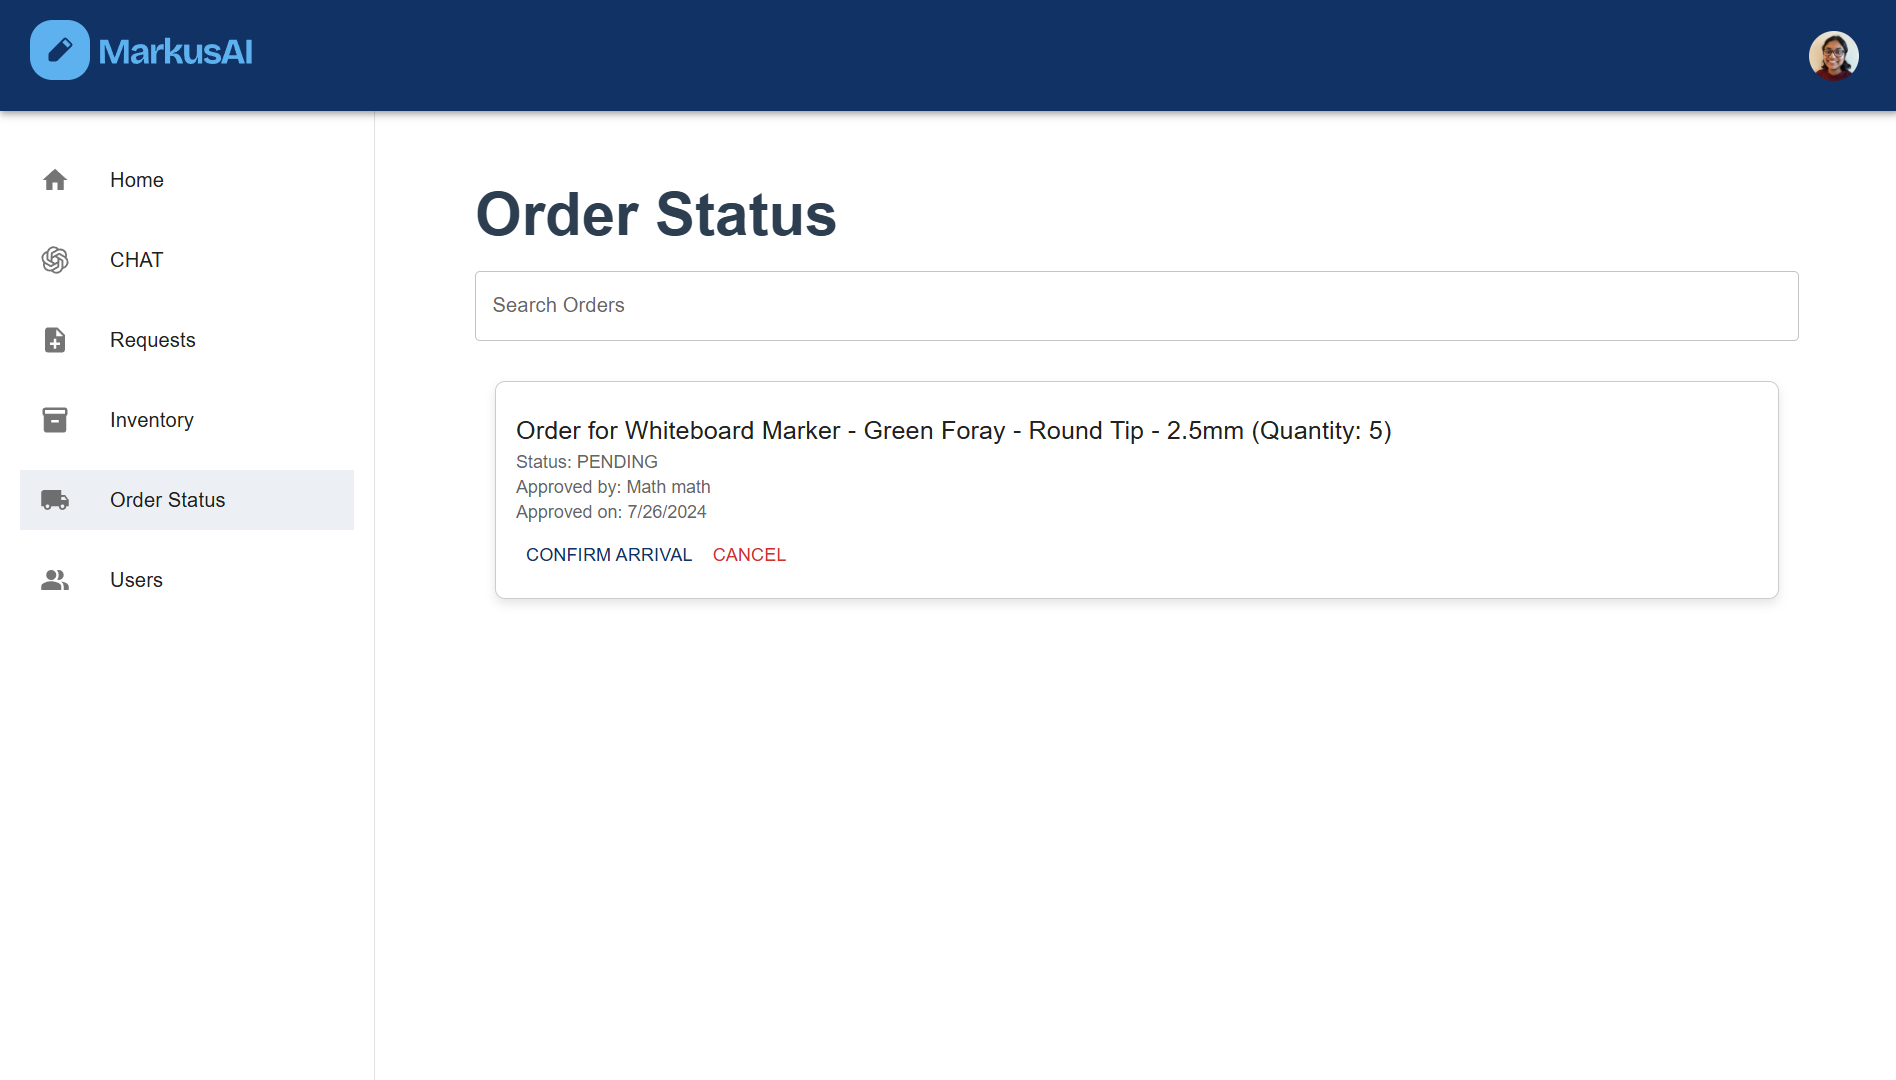 MarkusAI
Home
CHAT
Requests
Inventory
Order Status
Users
Order Status
Search Orders
Order for Whiteboard Marker - Green Foray - Round Tip - 2.5mm (Quantity: 5)
Status: PENDING
Approved by: Math math
Approved on: 7/26/2024
CONFIRM ARRIVAL CANCEL